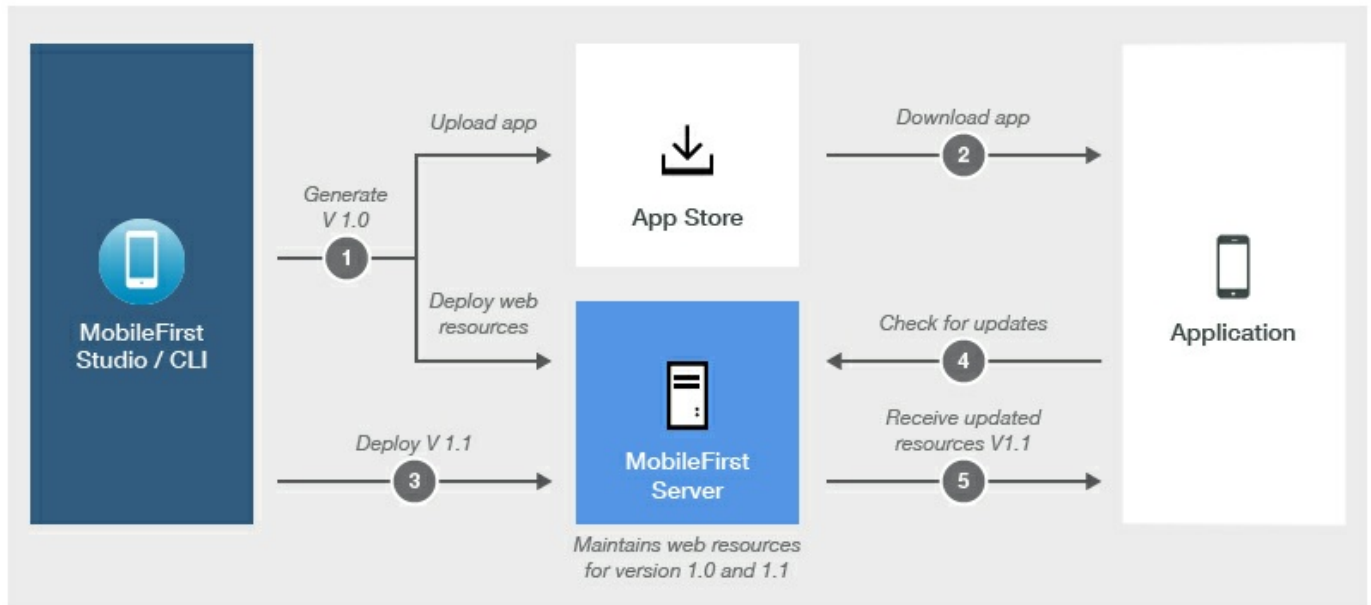 Upload app
Download app
2
Generate
V 1.0
1
App Store
MobileFirst
Studio / CLI
Deploy web
resources
Check for updates
4
Application
Deploy V 1.1
3
MobileFirst
Server
Receive updated
resources V1.1
5
Maintains web resources
for version 1.0 and 1.1